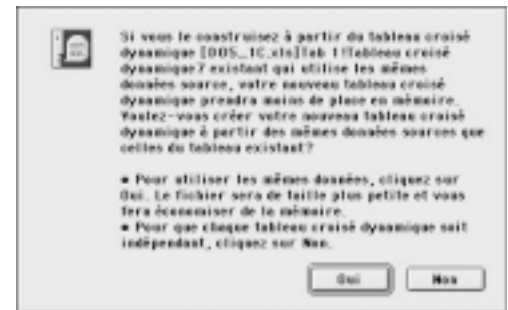 Si vous le construisez à partir du tableau croisé
dynamique [DOS_1C.xls]Tab 1!Tableau croisé
dynamique7 existant qui utilise les mêmes
données source, votre nouveau tableau croisé
dynamique prendra moins de place en mémoire.
Voulez-vous créer votre nouveau tableau croisé
dynamique à partir des mêmes données sources que
celles du tableau existant?
• Pour utiliser les mêmes données, cliquez sur
Oui. Le fichier sera de taille plus petite et vous
fera économiser de la mémoire.
• Pour que chaque tableau croisé dynamique soit
indépendant, cliquez sur Non.
Oui Non